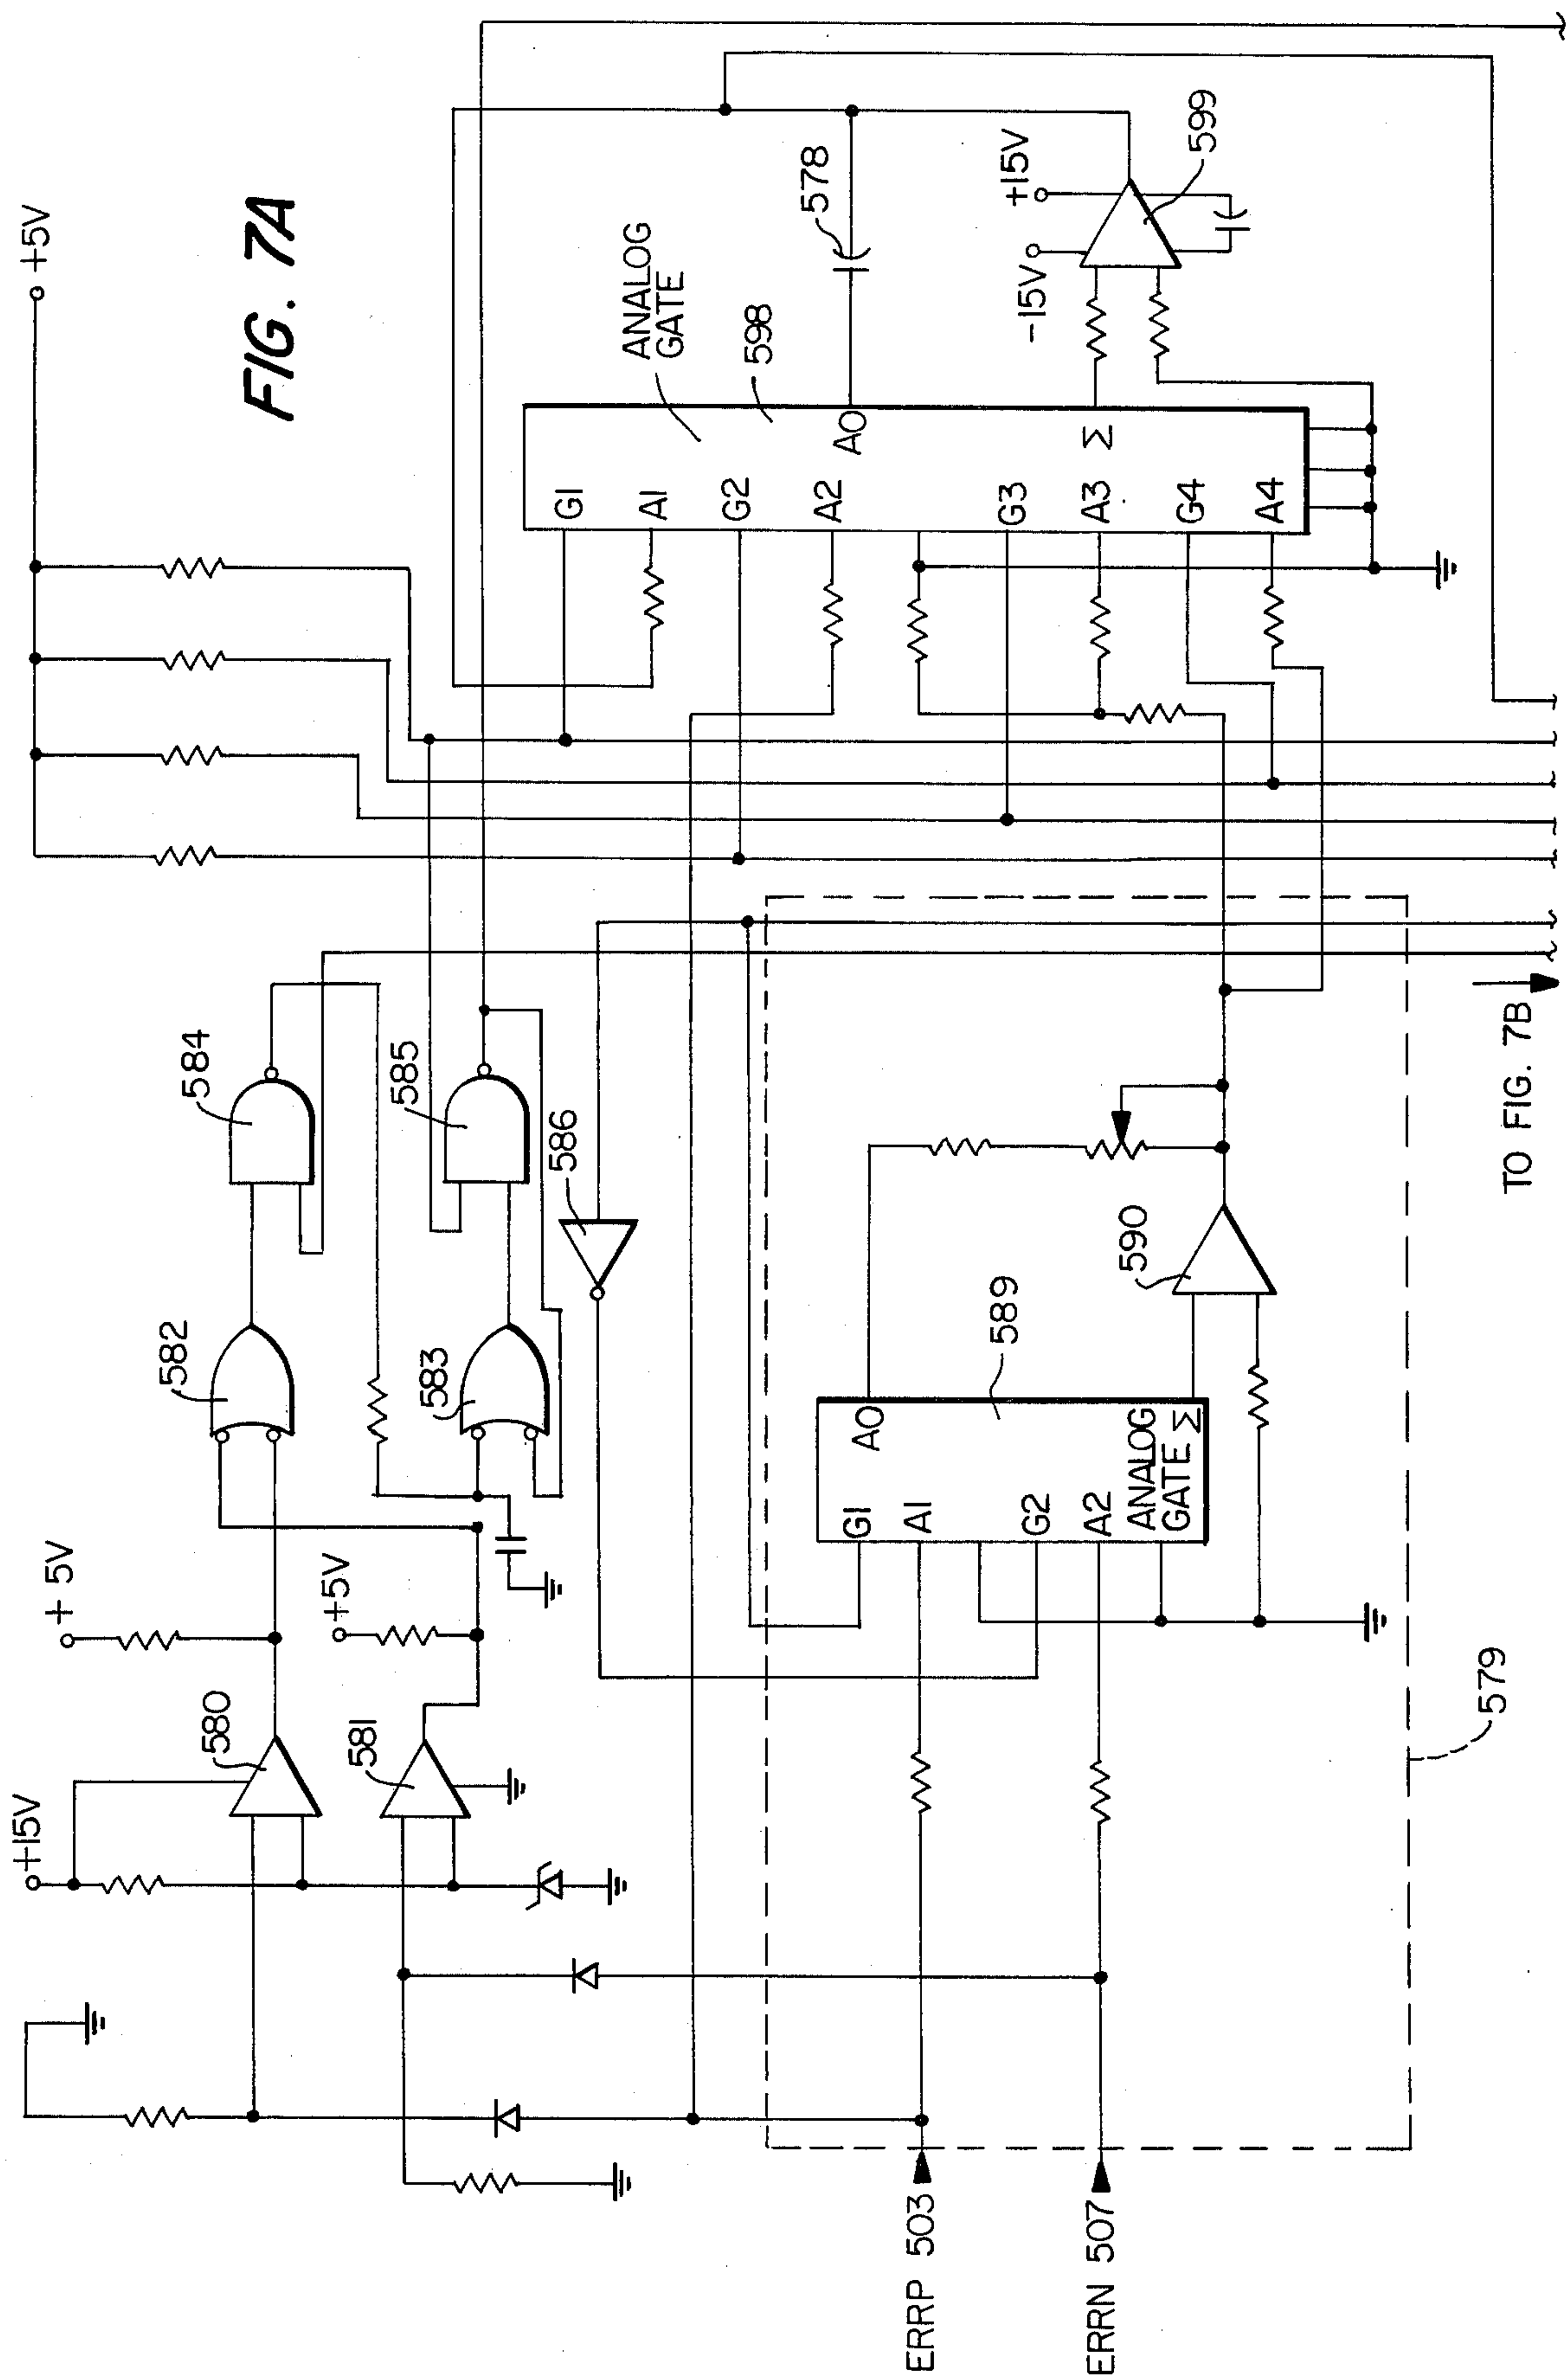 +5V
FIG. 7A
ANALOG
GATE
598
578
+15V
-15V
599
G1
A1
G2
A2
AO
G3
A3
Σ
G4
A4
584
585
586
582
583
+5V
+5V
580
581
+15V
589
590
AO
G1
A1
G2
A2
ANALOG
GATE Σ
579
ERRP 503
ERRN 507
TO FIG. 7B